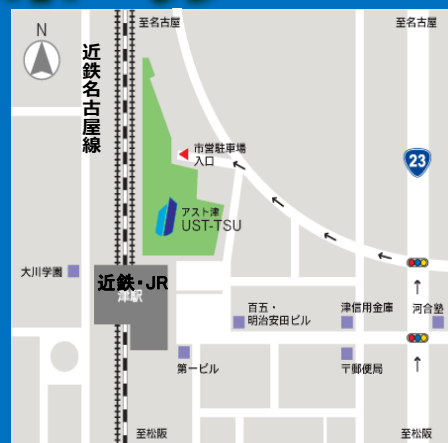 至名古屋
至名古屋
N
近鉄名古屋線
市営駐車場
入口
23
アスト津
UST-TSU
大川学園
近鉄・JR
津駅
百五・
明治安田ビル
津信用金庫
河合塾
第一ビル
〒郵便局
至松阪
至松阪